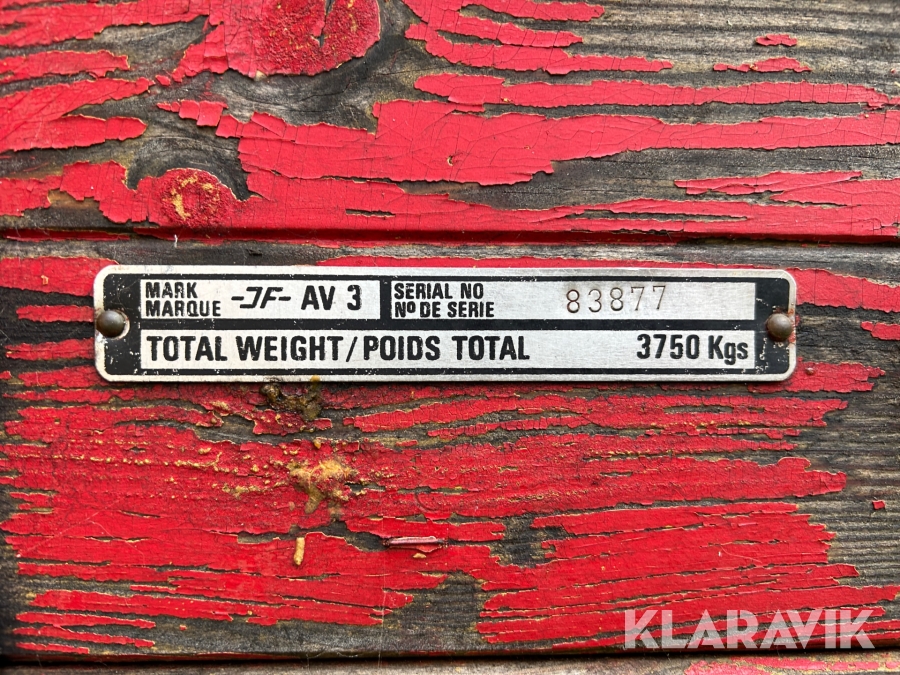 MARK
MARQUE
-JF- AV 3
SERIAL NO
Nº DE SERIE
83877
TOTAL WEIGHT/POIDS TOTAL 3750 Kgs
KLARAVIK